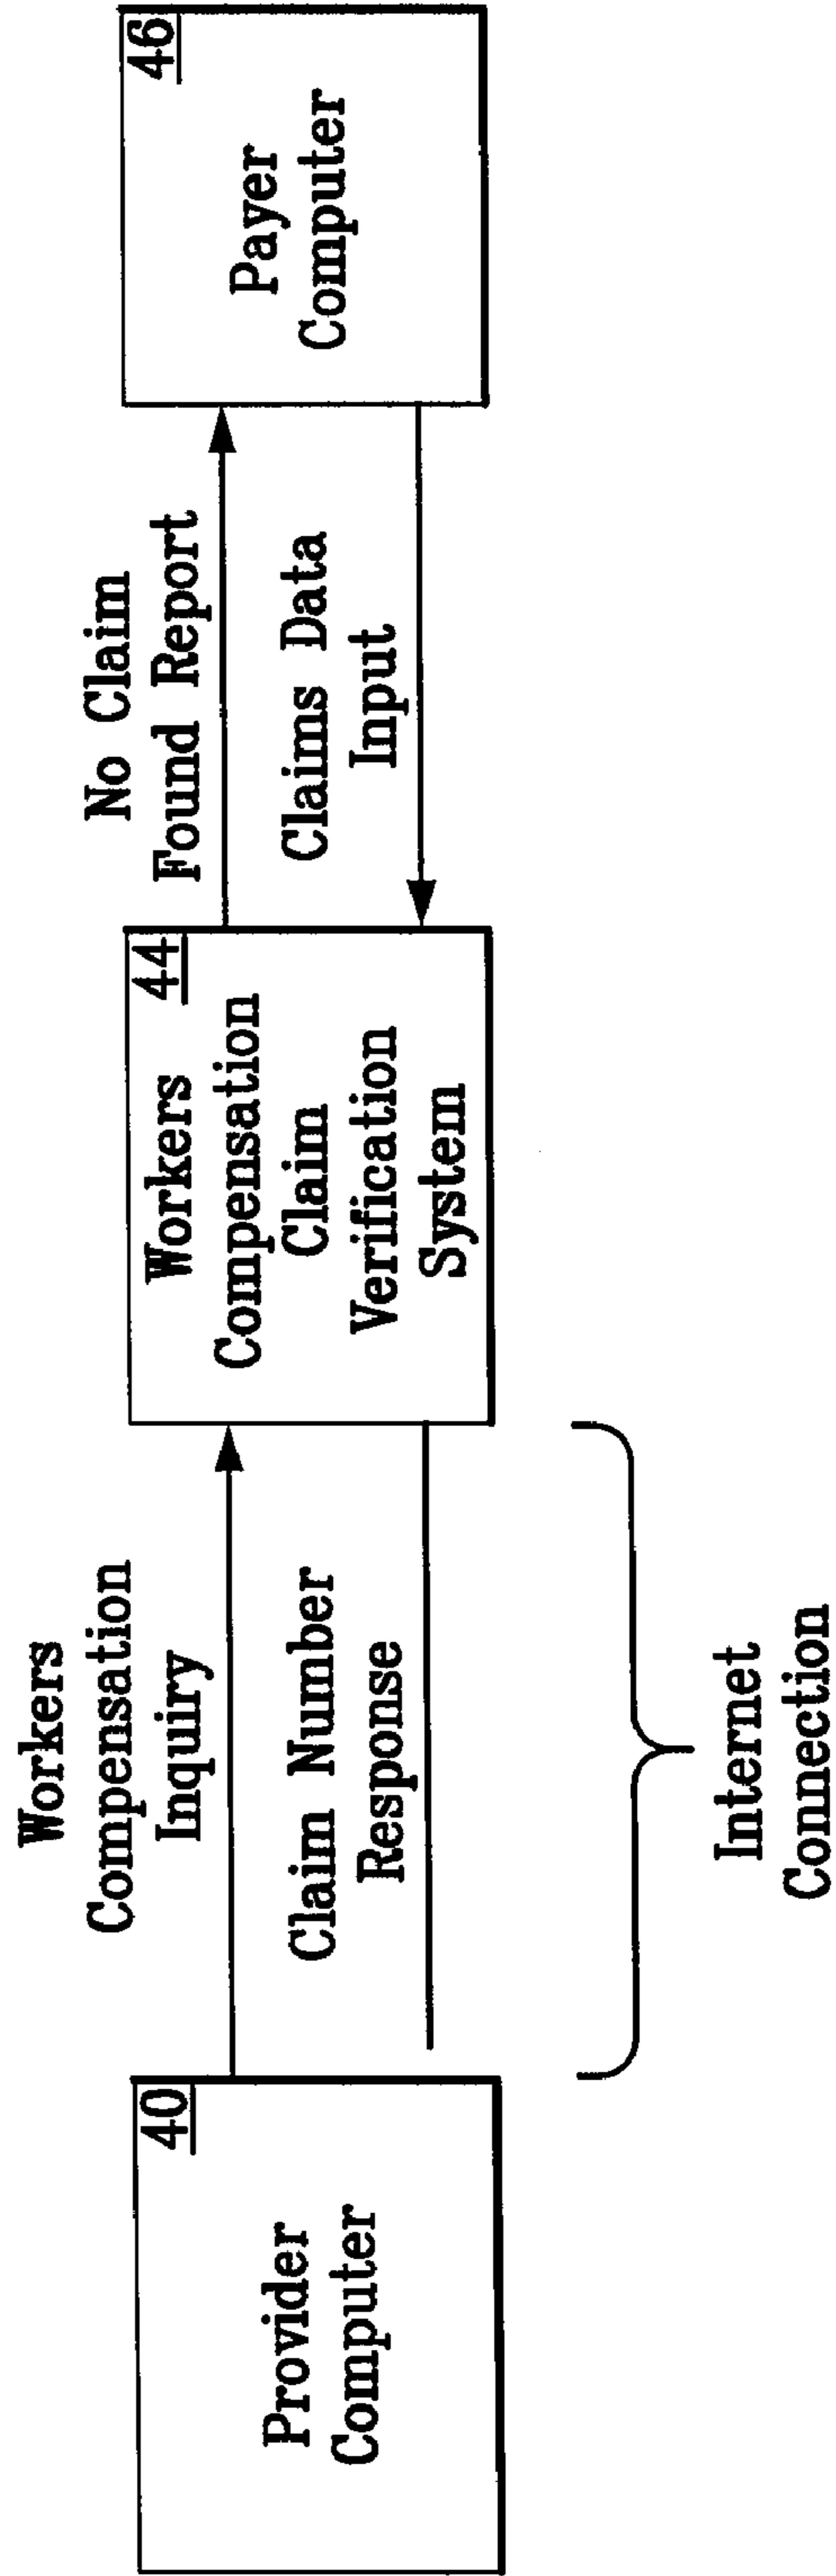 Workers
Compensation
Inquiry
No Claim
Found Report
40
Provider
Computer
Claim Number
Response
44
Workers
Compensation
Claim
Verification
System
Claims Data
Input
46
Payer
Computer
Internet
Connection